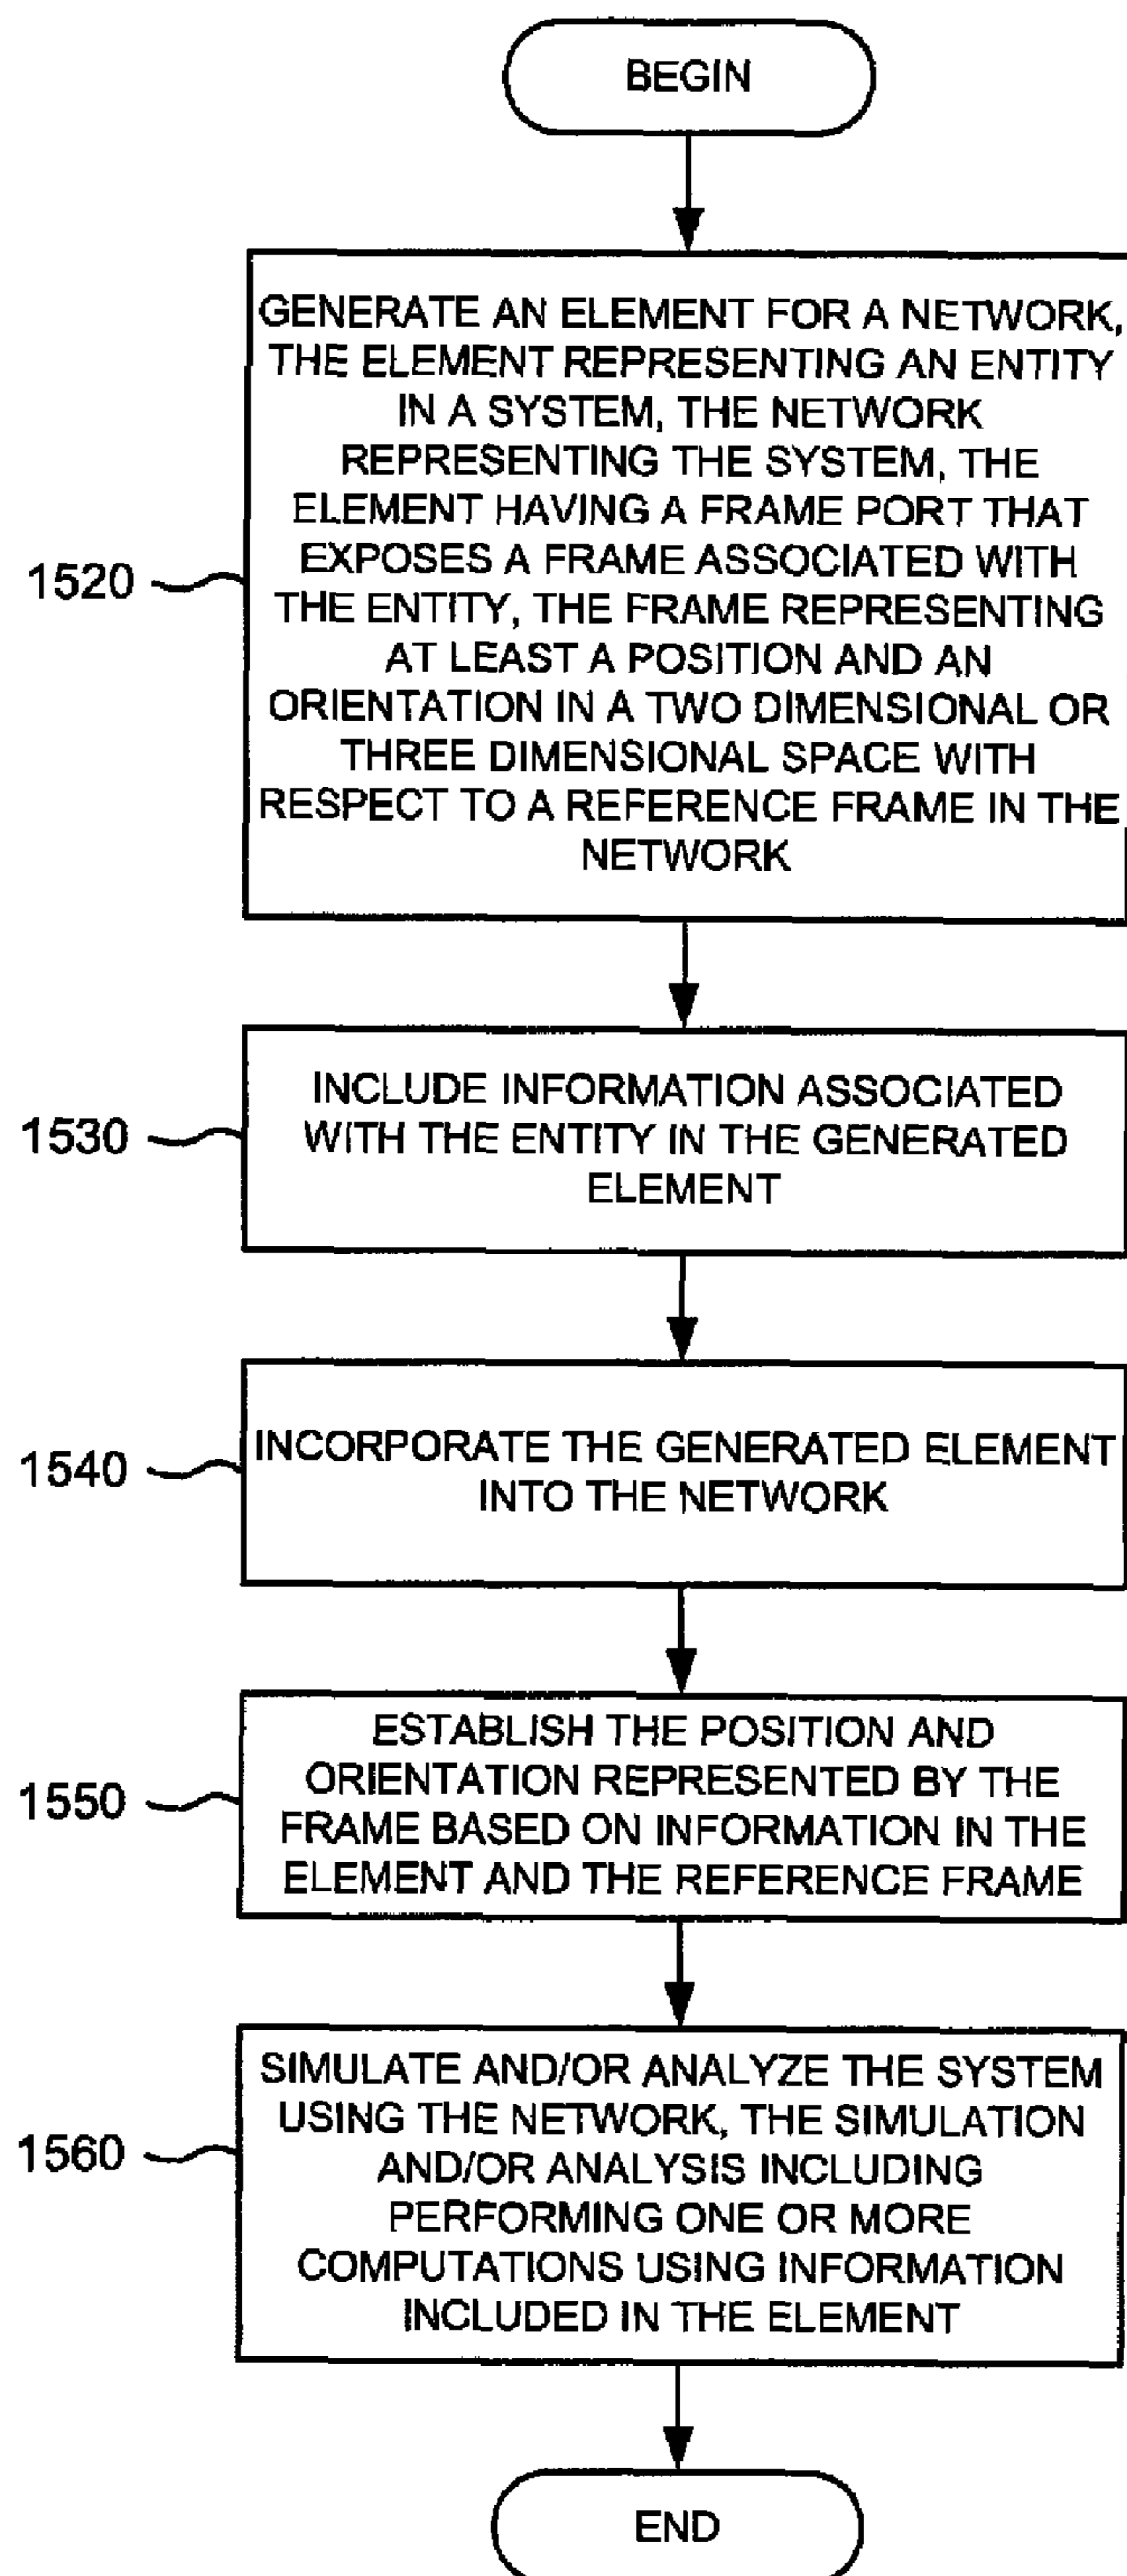 BEGIN
GENERATE AN ELEMENT FOR A NETWORK,
THE ELEMENT REPRESENTING AN ENTITY
IN A SYSTEM, THE NETWORK
REPRESENTING THE SYSTEM, THE
ELEMENT HAVING A FRAME PORT THAT
EXPOSES A FRAME ASSOCIATED WITH
THE ENTITY, THE FRAME REPRESENTING
AT LEAST A POSITION AND AN
ORIENTATION IN A TWO DIMENSIONAL OR
THREE DIMENSIONAL SPACE WITH
RESPECT TO A REFERENCE FRAME IN THE
NETWORK
1520
INCLUDE INFORMATION ASSOCIATED
WITH THE ENTITY IN THE GENERATED
ELEMENT
1530
INCORPORATE THE GENERATED ELEMENT
INTO THE NETWORK
1540
ESTABLISH THE POSITION AND
ORIENTATION REPRESENTED BY THE
FRAME BASED ON INFORMATION IN THE
ELEMENT AND THE REFERENCE FRAME
1550
SIMULATE AND/OR ANALYZE THE SYSTEM
USING THE NETWORK, THE SIMULATION
AND/OR ANALYSIS INCLUDING
PERFORMING ONE OR MORE
COMPUTATIONS USING INFORMATION
INCLUDED IN THE ELEMENT
1560
END